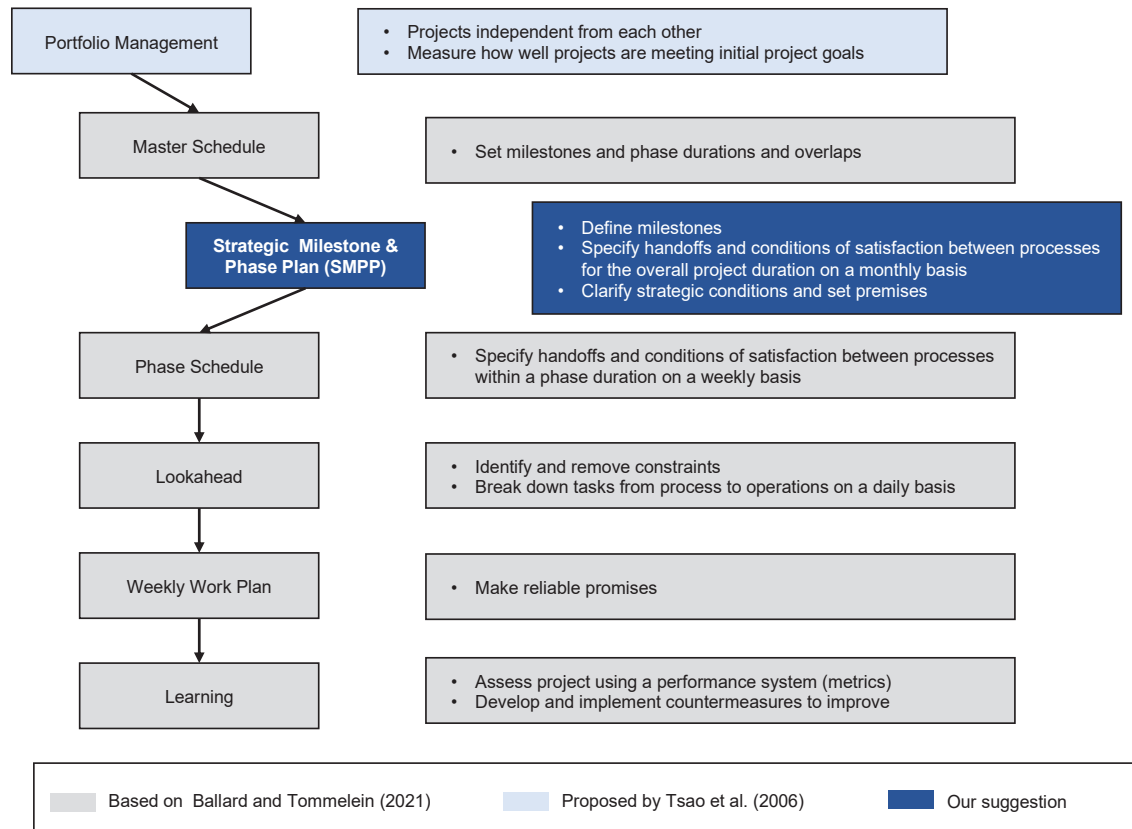 Portfolio Management
• Projects independent from each other
• Measure how well projects are meeting initial project goals
Master Schedule
• Set milestones and phase durations and overlaps
Strategic Milestone &
Phase Plan (SMPP)
• Define milestones
• Specify handoffs and conditions of satisfaction between processes
for the overall project duration on a monthly basis
• Clarify strategic conditions and set premises
Phase Schedule
• Specify handoffs and conditions of satisfaction between processes
within a phase duration on a weekly basis
Lookahead
• Identify and remove constraints
• Break down tasks from process to operations on a daily basis
Weekly Work Plan
• Make reliable promises
Learning
• Assess project using a performance system (metrics)
• Develop and implement countermeasures to improve
Based on Ballard and Tommelein (2021)
Proposed by Tsao et al. (2006)
Our suggestion